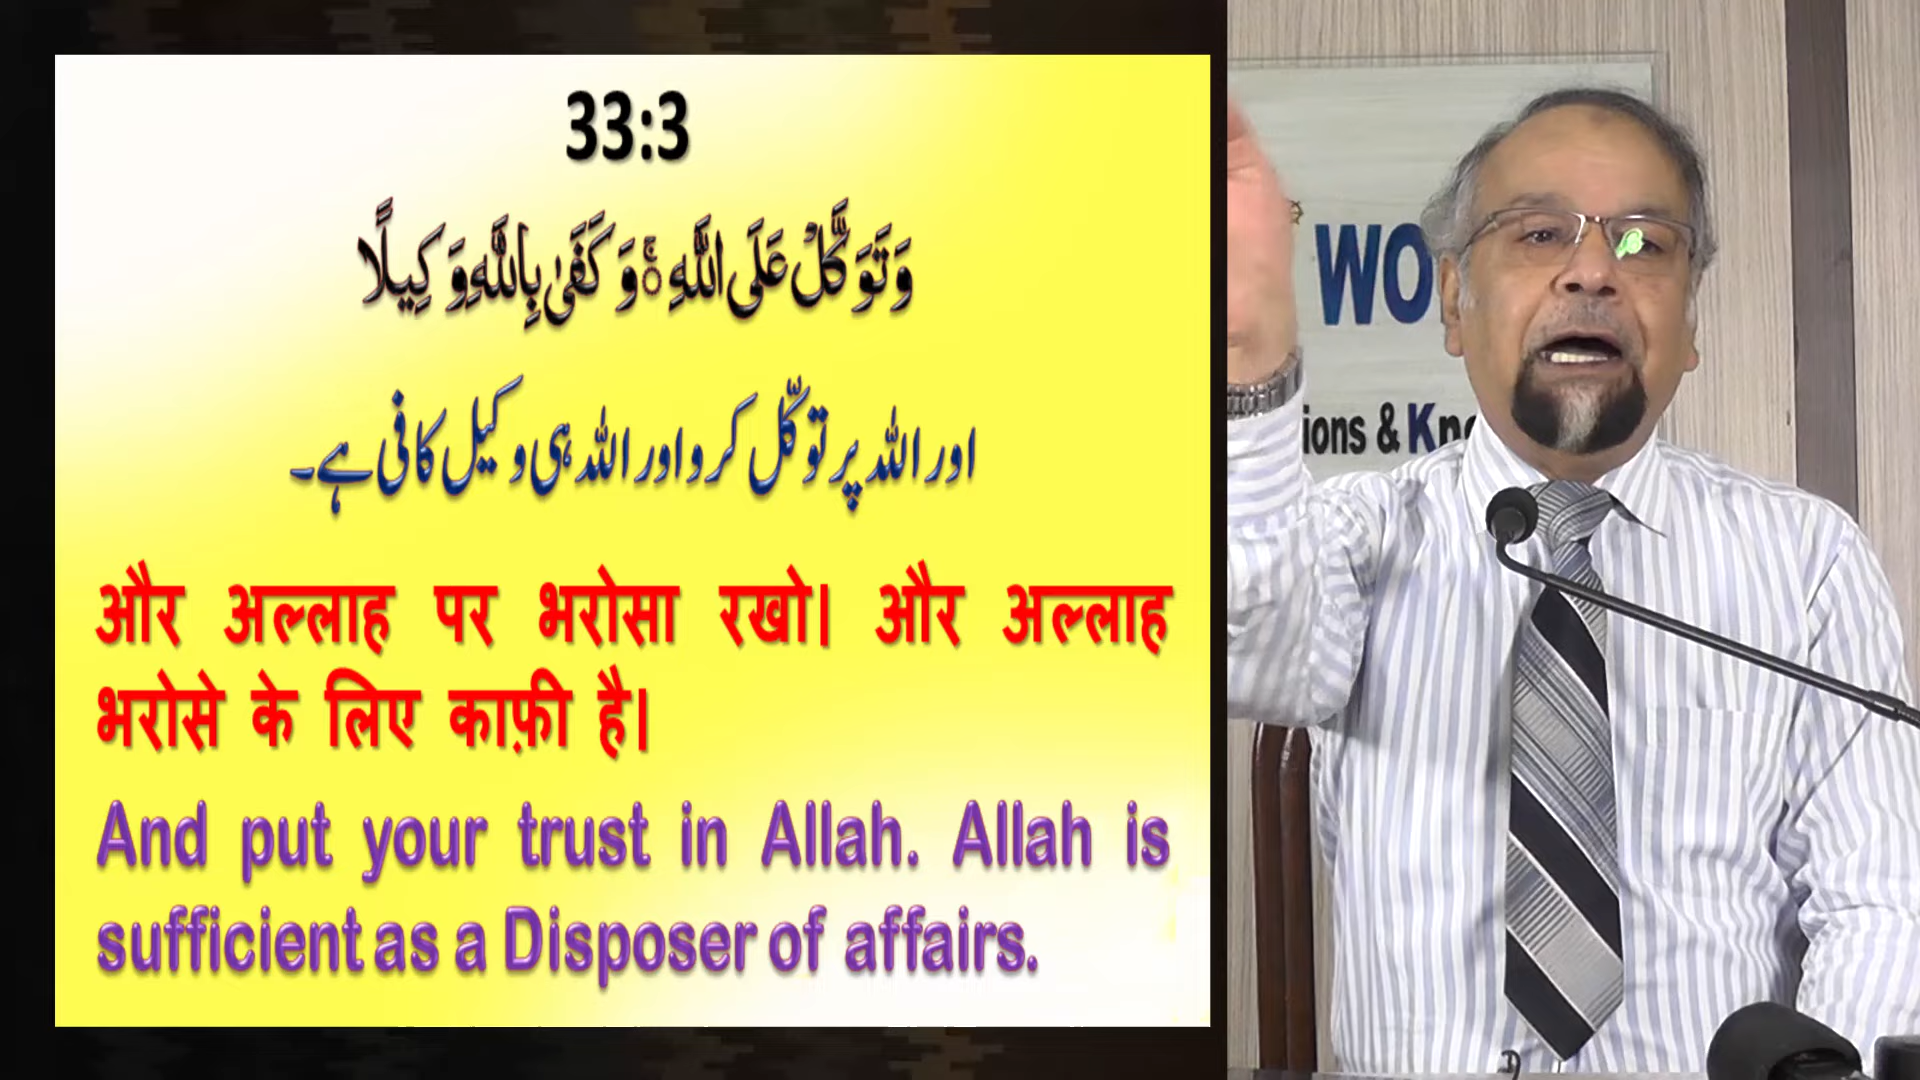 33:3
وَتَوَكَّلْ عَلَى اللَّهِ ۚ وَكَفَىٰ بِاللَّهِ وَكِيلًا
اور اللہ پر توکّل کرو اور اللہ ہی وکیل کافی ہے۔
और अल्लाह पर भरोसा रखो। और अल्लाह
भरोसे के लिए काफ़ी है।
And put your trust in Allah. Allah is
sufficient as a Disposer of affairs.
WO
ions & Kno